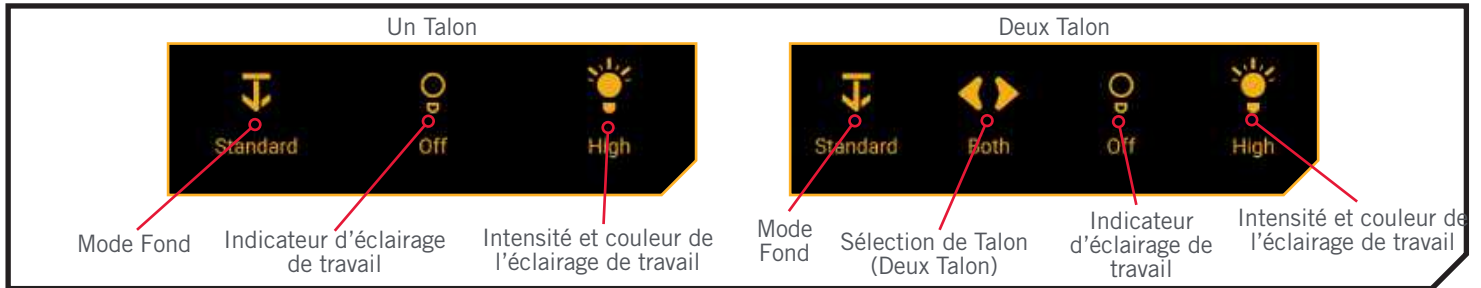 Un Talon
Standard
Off
High
Mode Fond
Indicateur d'éclairage
de travail
Intensité et couleur de
l'éclairage de travail
Deux Talon
Standard
Both
Off
High
Mode
Fond
Sélection de Talon
(Deux Talon)
Indicateur
d'éclairage de
travail
Intensité et couleur de
l'éclairage de travail